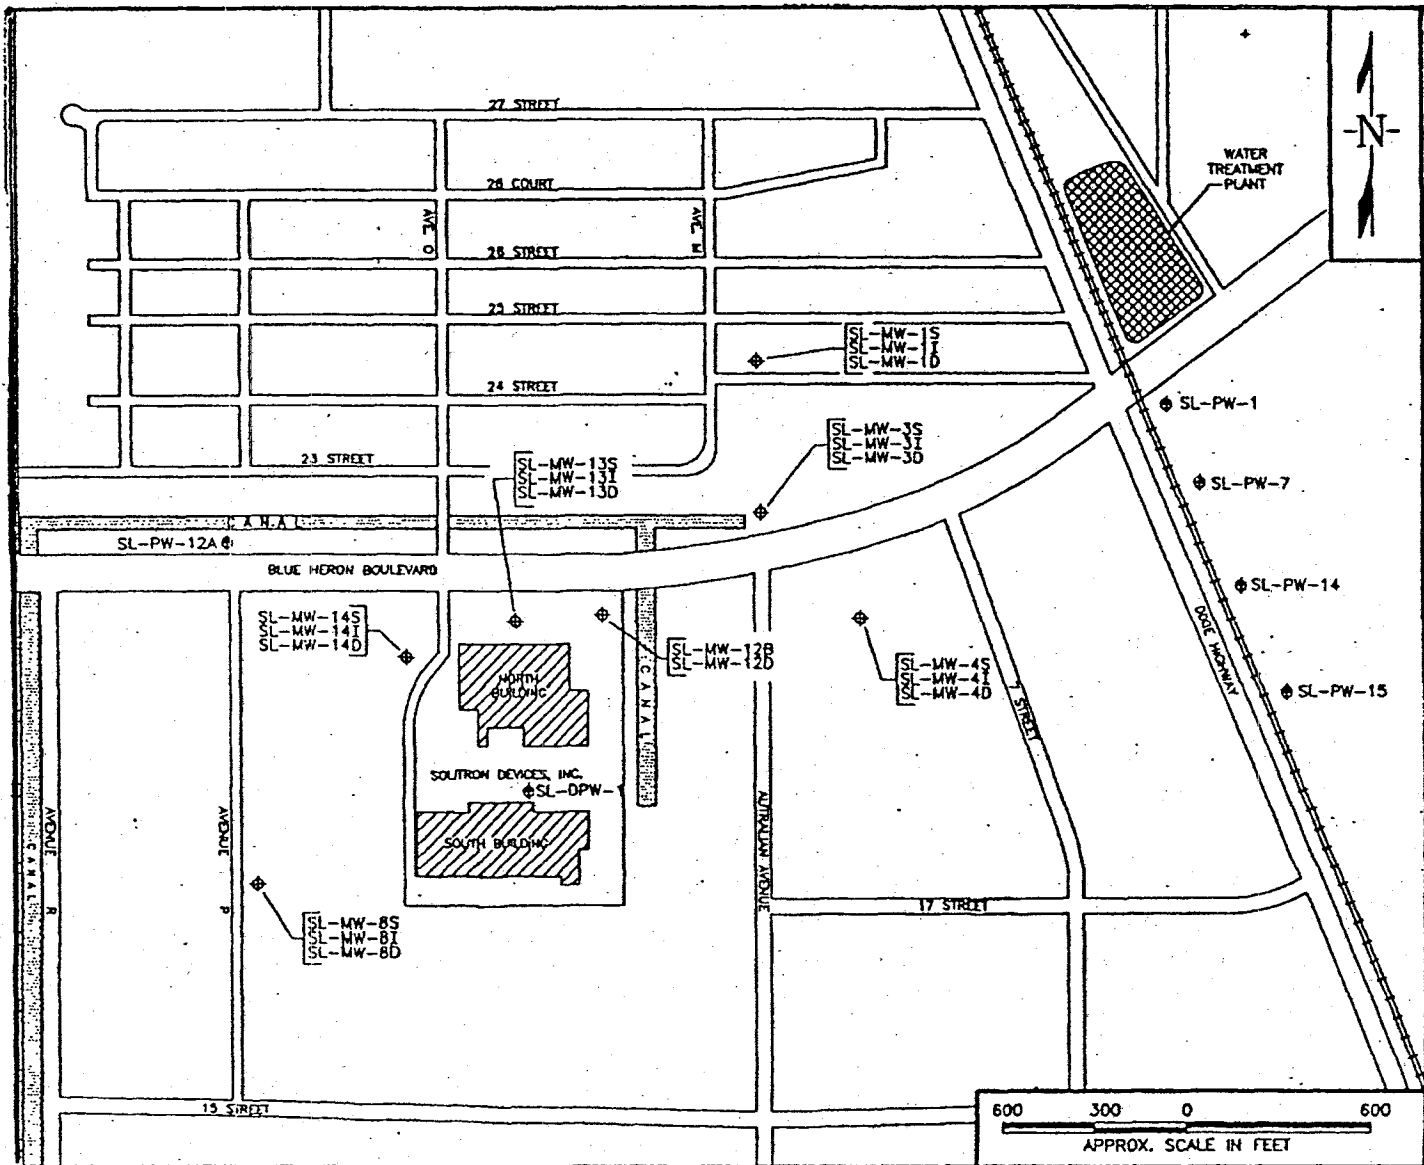 27 STREET
-N-
WATER
TREATMENT
PLANT
26 COURT
AVE. O
AVE. M
26 STREET
25 STREET
SL-MW-1S
SL-MW-1I
SL-MW-1D
24 STREET
SL-PW-1
SL-MW-3S
SL-MW-3I
SL-MW-3D
23 STREET
SL-MW-13S
SL-MW-13I
SL-MW-13D
SL-PW-7
CANAL
SL-PW-12A
BLUE HERON BOULEVARD
SL-PW-14
SL-MW-14S
SL-MW-14I
SL-MW-14D
SL-MW-12B
SL-MW-12D
SL-MW-4S
SL-MW-4I
SL-MW-4D
DIXIE HIGHWAY
NORTH
BUILDING
CANAL
SL-PW-15
STREET
SOLITRON DEVICES, INC.
SL-DPW-1
AVENUE R
CANAL
AVENUE P
AUTRALIAN AVENUE
SOUTH BUILDING
17 STREET
SL-MW-8S
SL-MW-8I
SL-MW-8D
15 STREET
600 300 0 600
APPROX. SCALE IN FEET